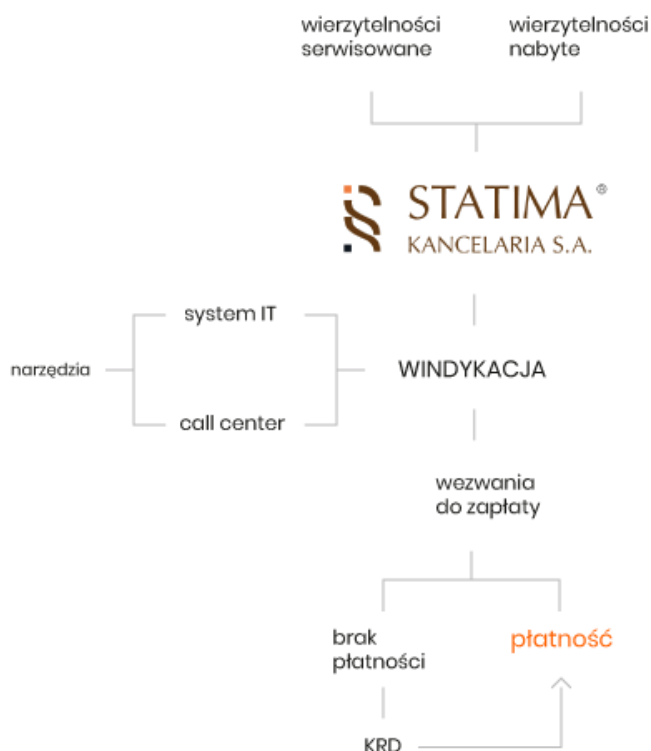 wierzytelności
serwisowane
wierzytelności
nabyte
STATIMA®
KANCELARIA S.A.
system IT
narzędzia
WINDYKACJA
call center
wezwania
do zapłaty
brak
płatności
płatność
KRD